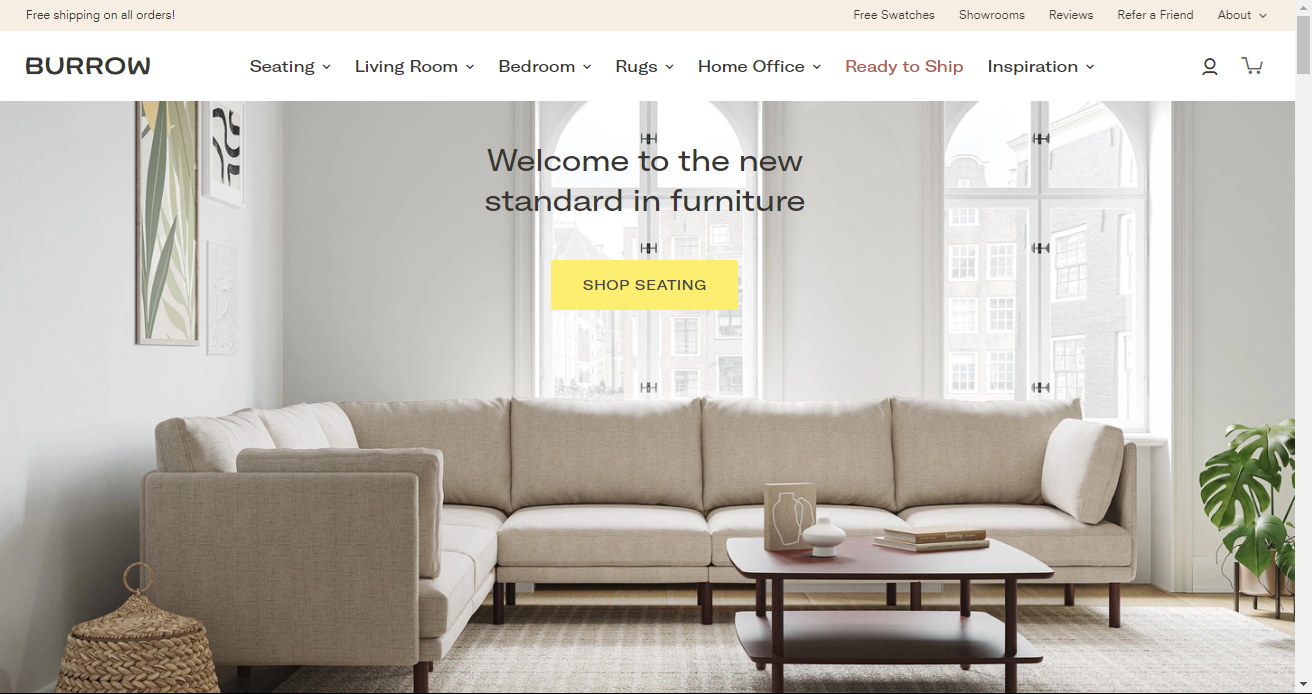 Free shipping on all orders!
Free Swatches Showrooms Reviews Refer a Friend About
BURROW
Seating Living Room Bedroom Rugs Home Office Ready to Ship Inspiration
Welcome to the new
standard in furniture
SHOP SEATING